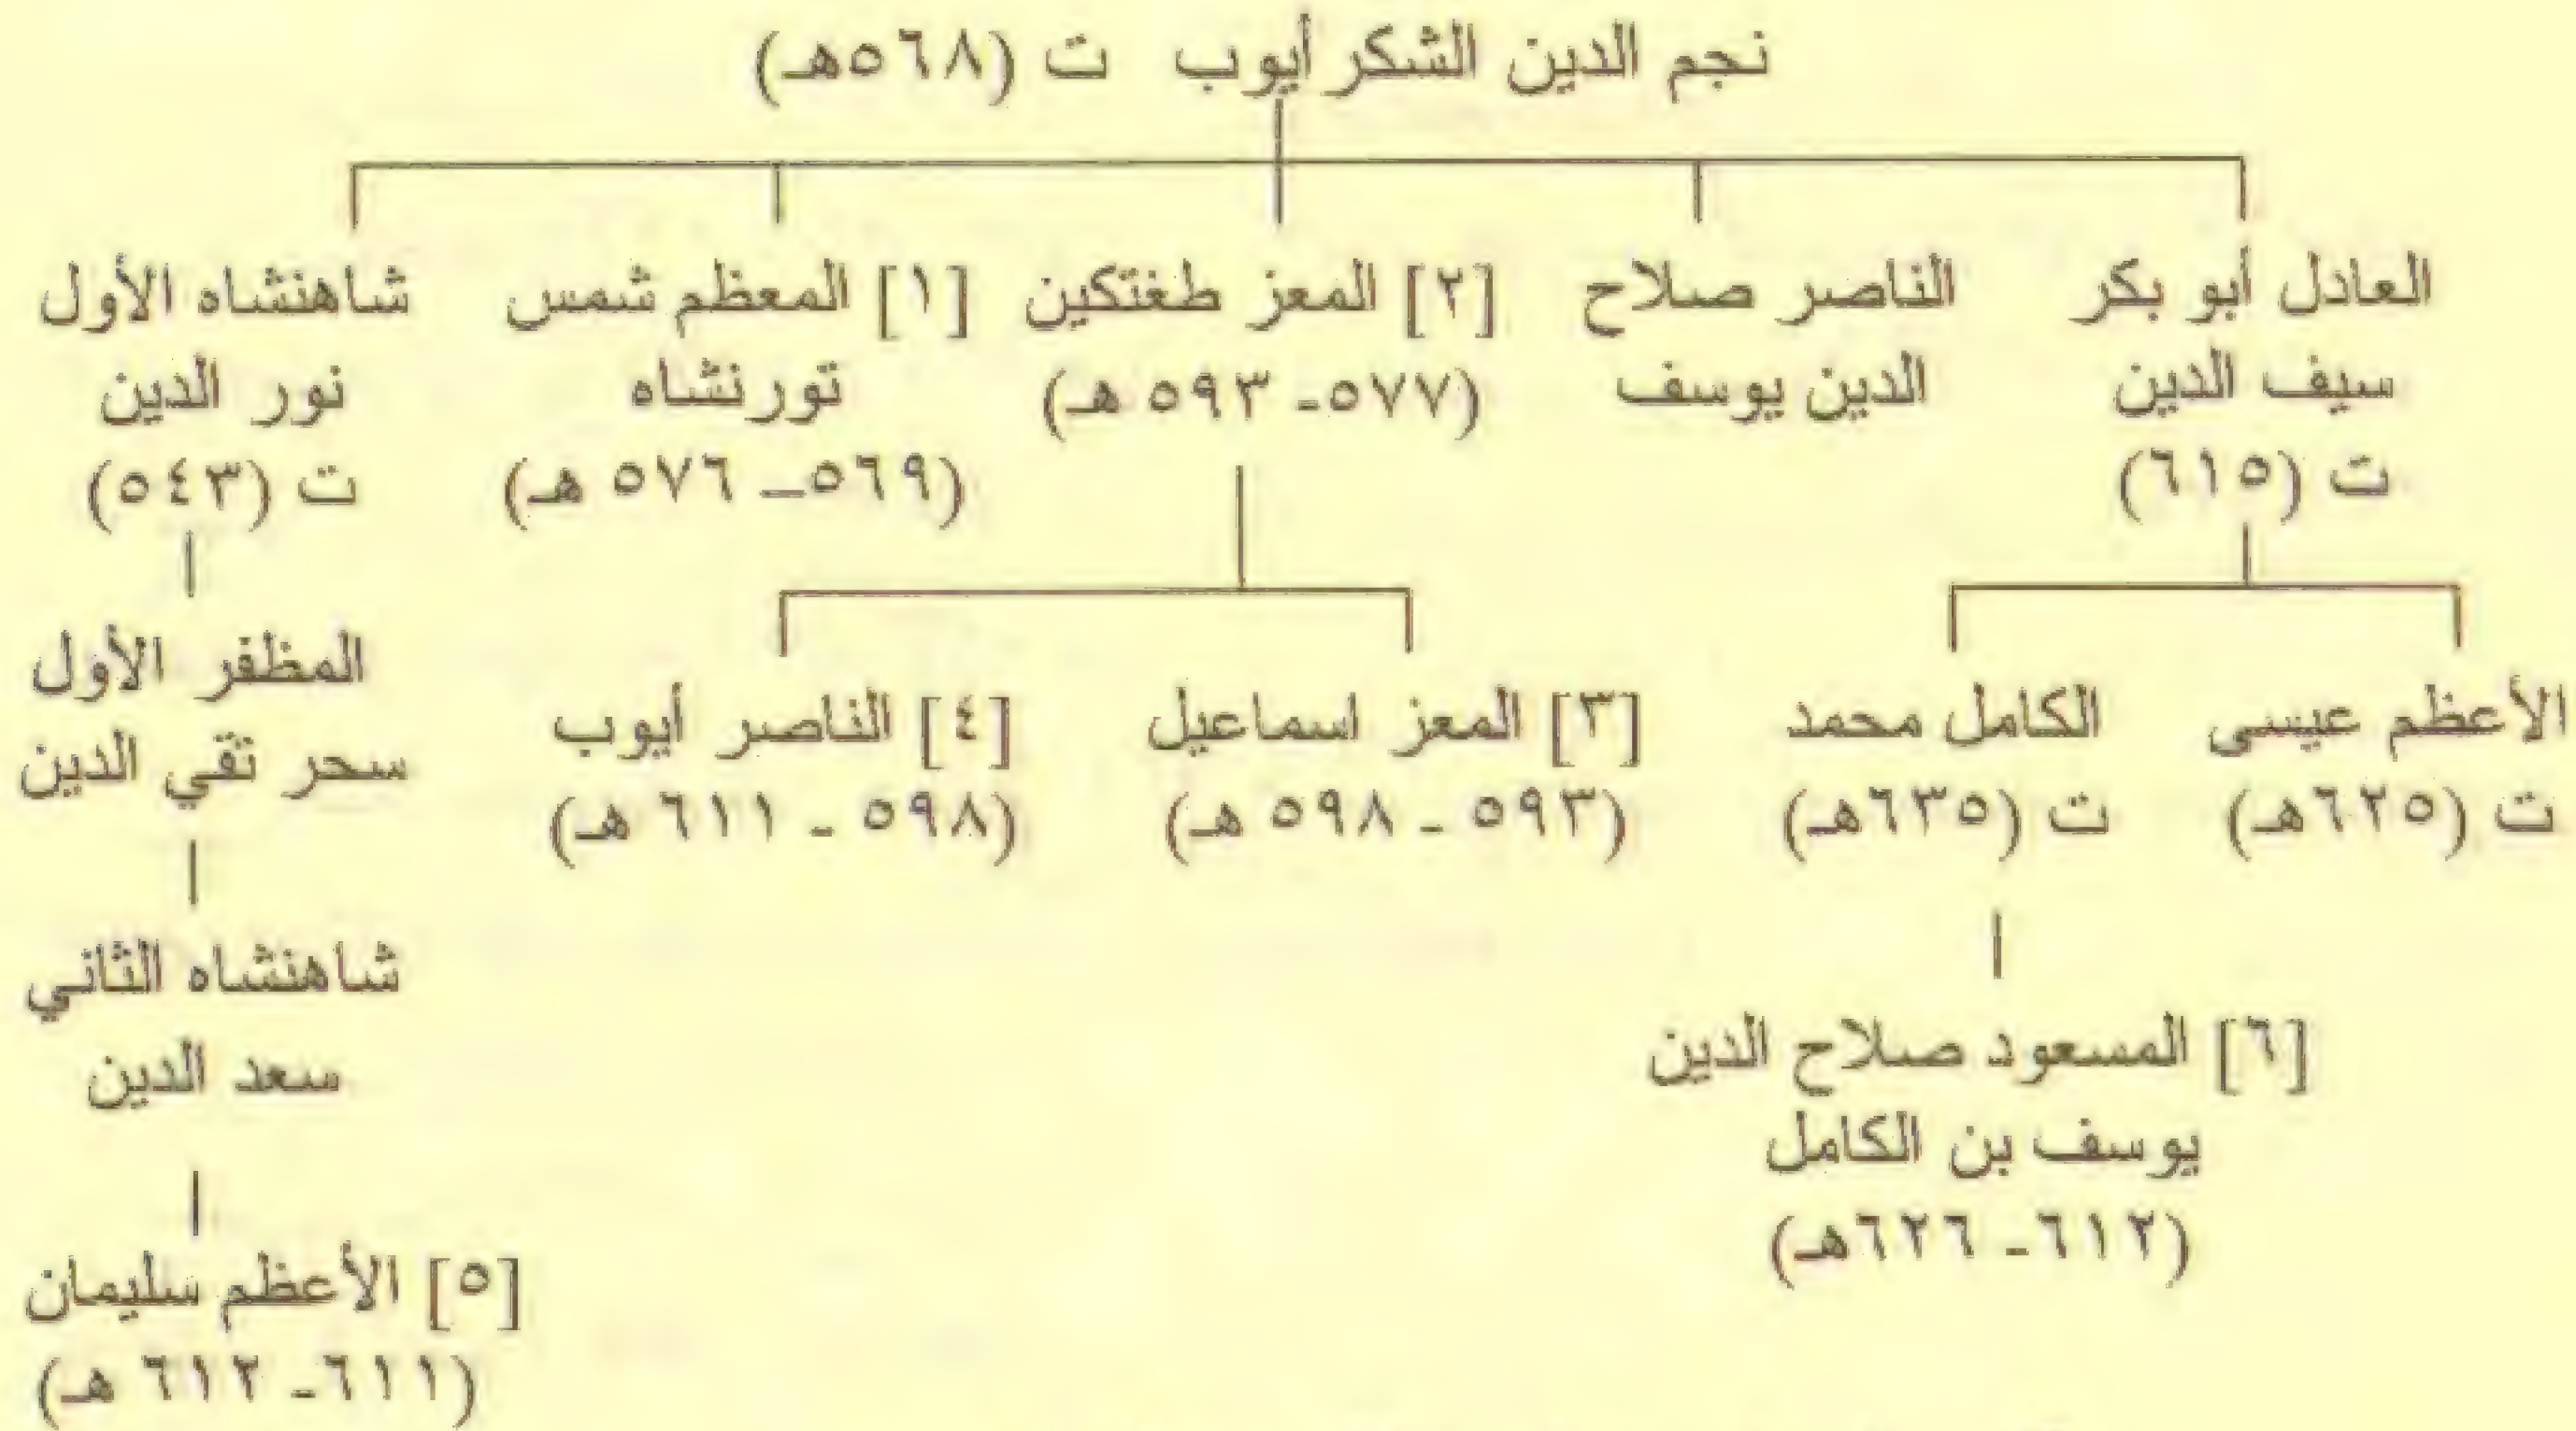 نجم الدين الشكر أيوب ت (٥٦٨هـ)
العادل أبو بكر
سيف الدين
ت (٦١٥)
الناصر صلاح
الدين يوسف
[٢] المعز طغتكين
(٥٧٧- ٥٩٣ هـ)
[١] المعظم شمس
تورنشاه
(٥٦٩– ٥٧٦ هـ)
شاهنشاه الأول
نور الدين
ت (٥٤٣)
الأعظم عيسى
ت (٦٢٥هـ)
الكامل محمد
ت (٦٣٥هـ)
[٣] المعز اسماعيل
(٥٩٣ - ٥٩٨ هـ)
[٤] الناصر أيوب
(٥٩٨ - ٦١١ هـ)
المظفر الأول
سحر تقي الدين
شاهنشاه الثاني
سعد الدين
[٦] المسعود صلاح الدين
يوسف بن الكامل
(٦١٢- ٦٢٦هـ)
[٥] الأعظم سليمان
(٦١١- ٦١٢ هـ)